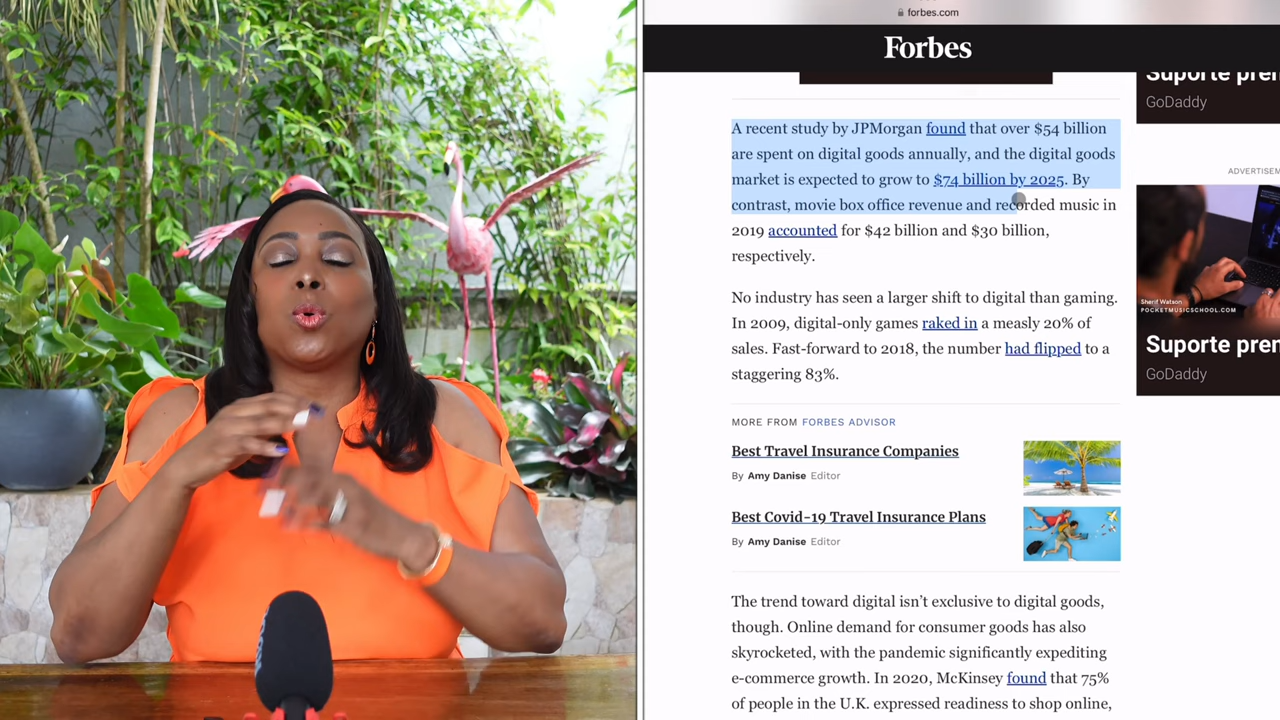 forbes.com
Forbes
A recent study by JPMorgan found that over $54 billion
are spent on digital goods annually, and the digital goods
market is expected to grow to $74 billion by 2025. By
contrast, movie box office revenue and recorded music in
2019 accounted for $42 billion and $30 billion,
respectively.
No industry has seen a larger shift to digital than gaming.
In 2009, digital-only games raked in a measly 20% of
sales. Fast-forward to 2018, the number had flipped to a
staggering 83%.
MORE FROM FORBES ADVISOR
Best Travel Insurance Companies
By Amy Danise Editor
Best Covid-19 Travel Insurance Plans
By Amy Danise Editor
The trend toward digital isn’t exclusive to digital goods,
though. Online demand for consumer goods has also
skyrocketed, with the pandemic significantly expediting
e-commerce growth. In 2020, McKinsey found that 75%
of people in the U.K. expressed readiness to shop online,
Suporte
GoDaddy
Sherif Watson
POCKETMUSICSCHOOL.COM
Suporte
GoDaddy